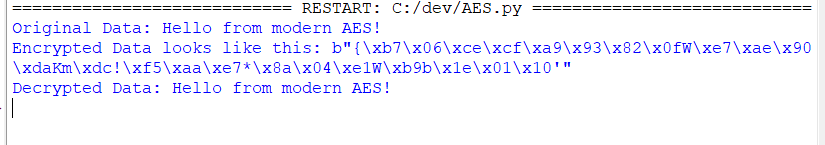 ============================ RESTART: C:/dev/AES.py ============================
Original Data: Hello from modern AES!
Encrypted Data looks like this: b"{\xb7\x06\xce\xcf\xa9\x93\x82\x0fW\xe7\xae\x90
\xdaKm\xdc!\xf5\xaa\xe7*\x8a\x04\xe1W\xb9b\x1e\x01\x10'"
Decrypted Data: Hello from modern AES!